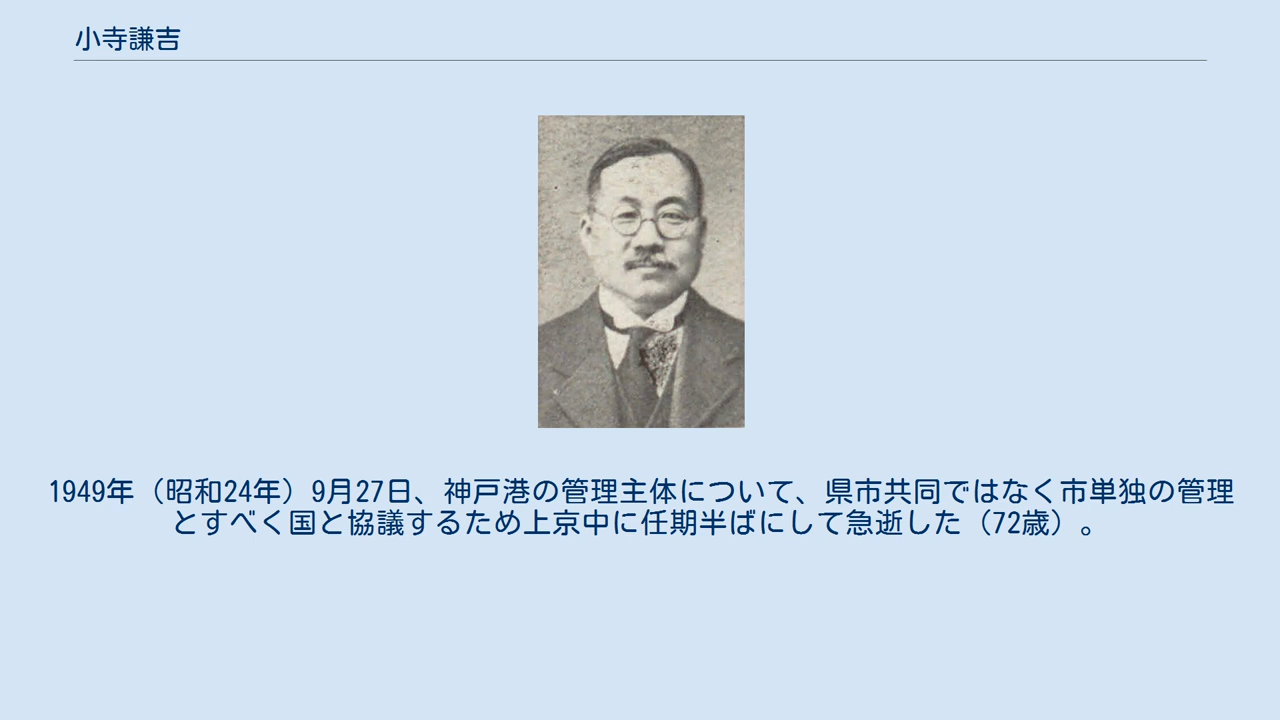 小寺謙吉
1949年（昭和24年）9月27日、神戸港の管理主体について、県市共同ではなく市単独の管理
とすべく国と協議するため上京中に任期半ばにして急逝した（72歳）。